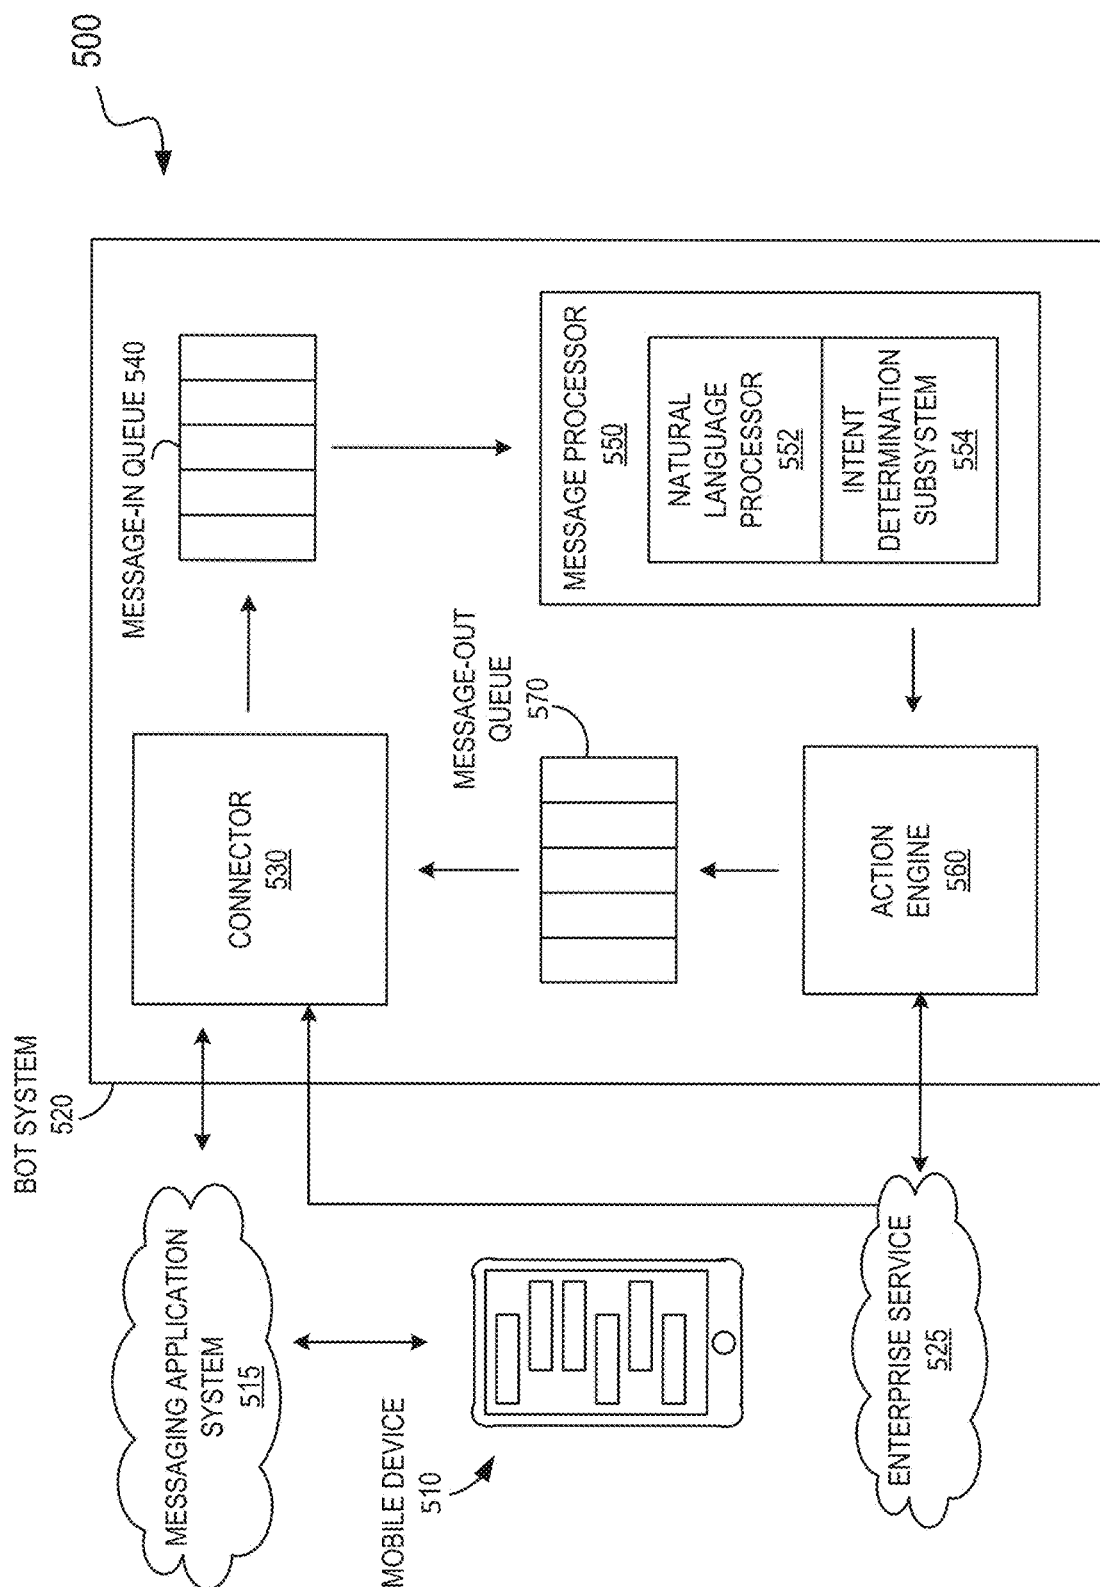 500
BOT SYSTEM
520
MESSAGING APPLICATION
SYSTEM
515
MOBILE DEVICE
510
ENTERPRISE SERVICE
525
CONNECTOR
530
MESSAGE-IN QUEUE 540
MESSAGE-OUT
QUEUE
570
MESSAGE PROCESSOR
550
NATURAL
LANGUAGE
PROCESSOR
552
INTENT
DETERMINATION
SUBSYSTEM
554
ACTION
ENGINE
560